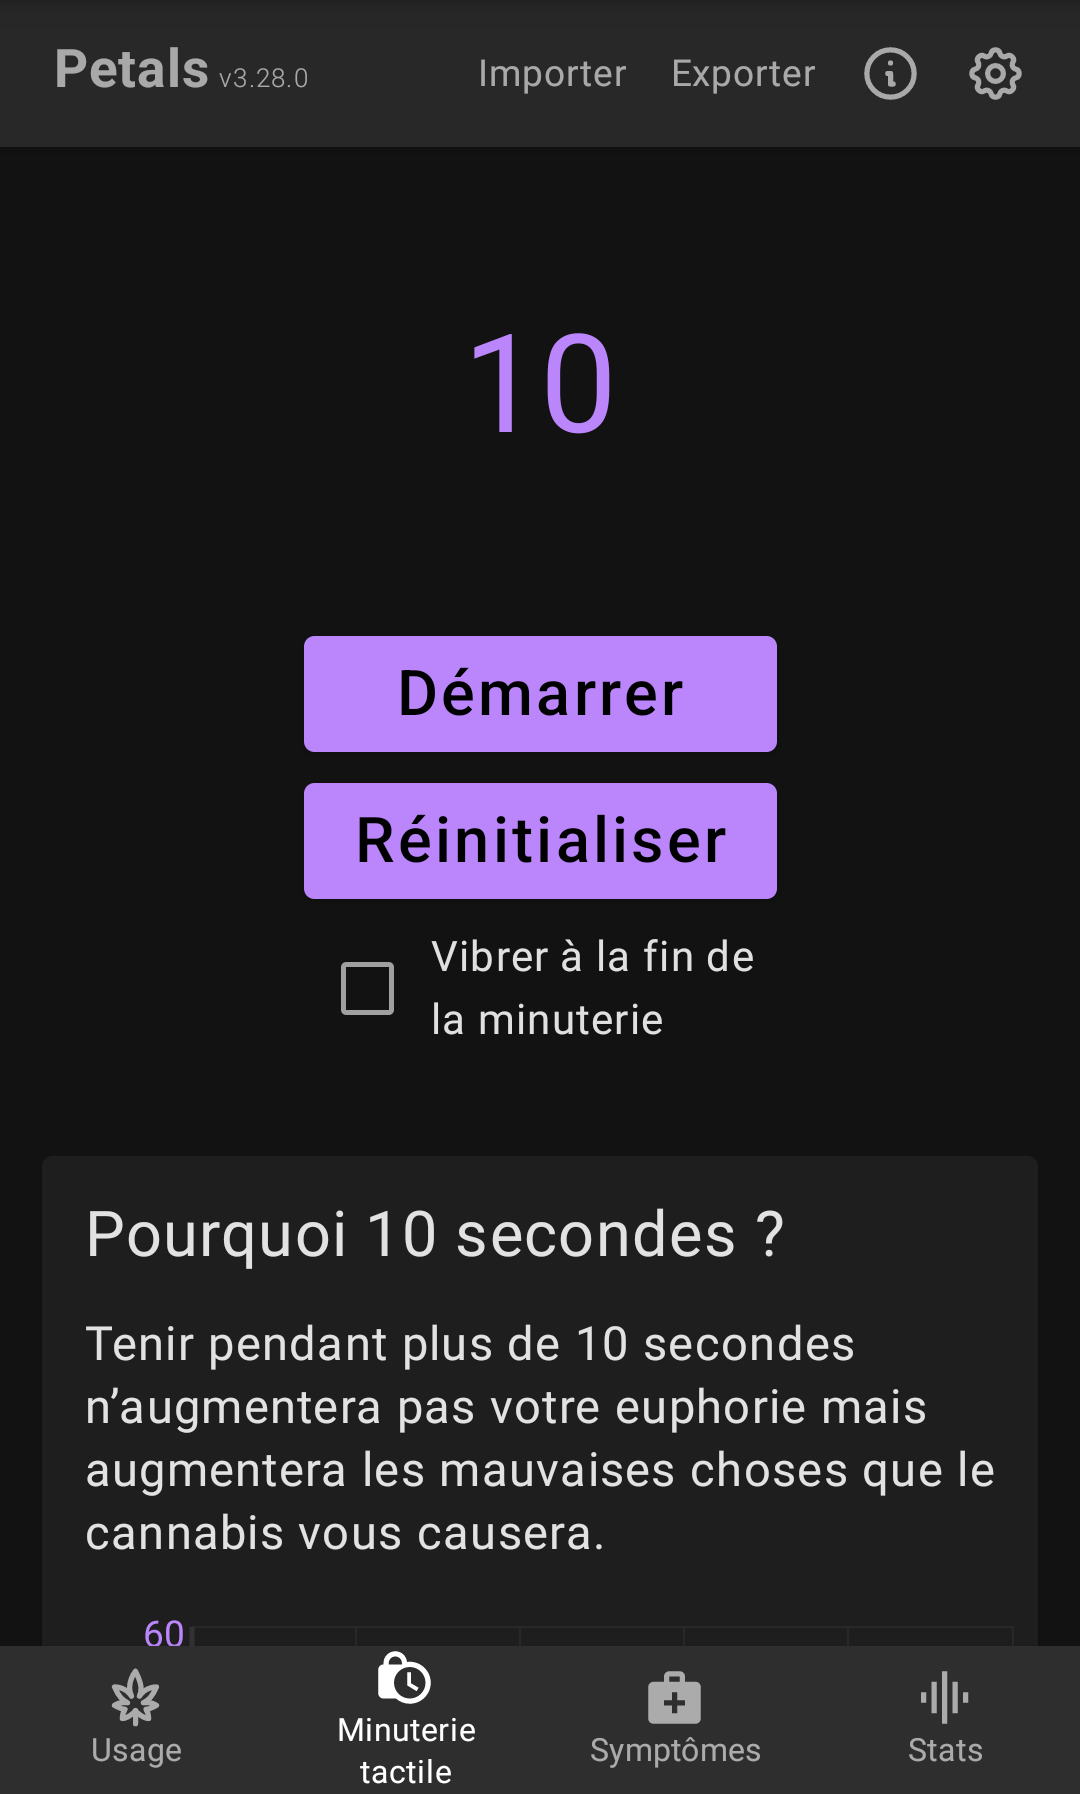 Petals v3.28.0 Importer Exporter
10
Démarrer
Réinitialiser
Vibrer à la fin de
la minuterie
Pourquoi 10 secondes ?
Tenir pendant plus de 10 secondes
n’augmentera pas votre euphorie mais
augmentera les mauvaises choses que le
cannabis vous causera.
60
Usage
Minuterie
tactile
Symptômes
Stats